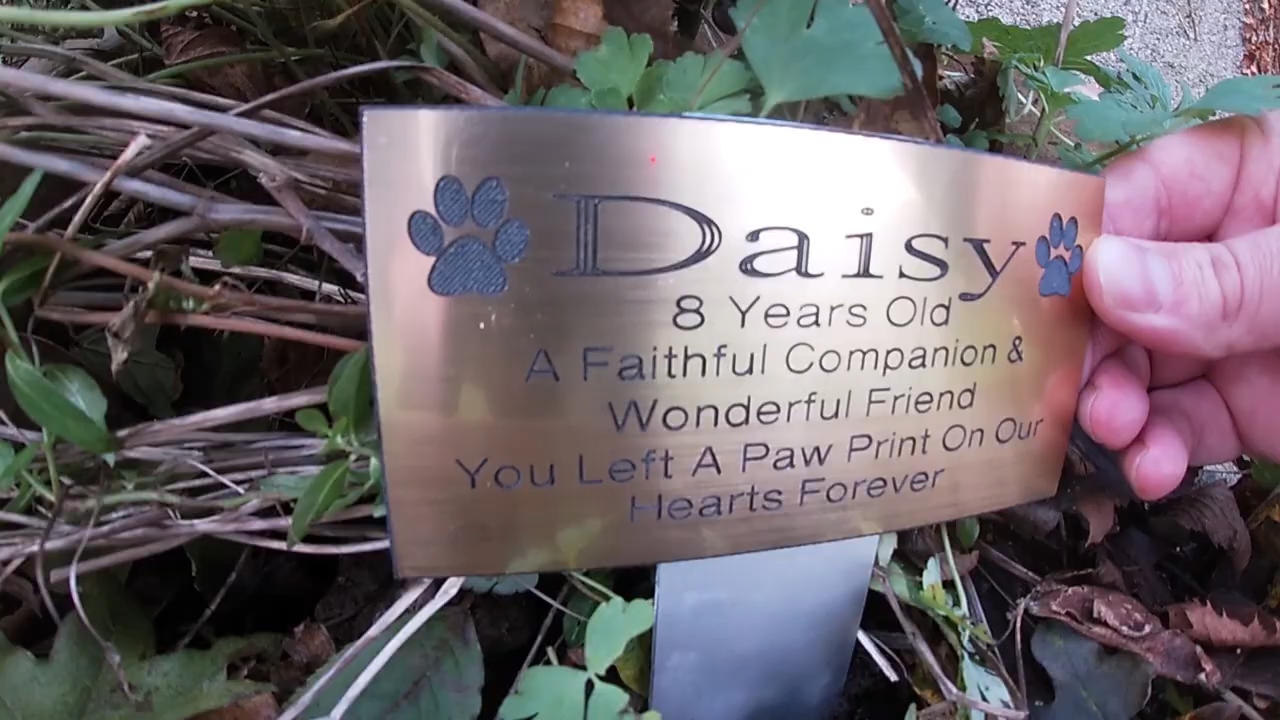 Daisy
8 Years Old
A Faithful Companion &
Wonderful Friend
You Left A Paw Print On Our
Hearts Forever